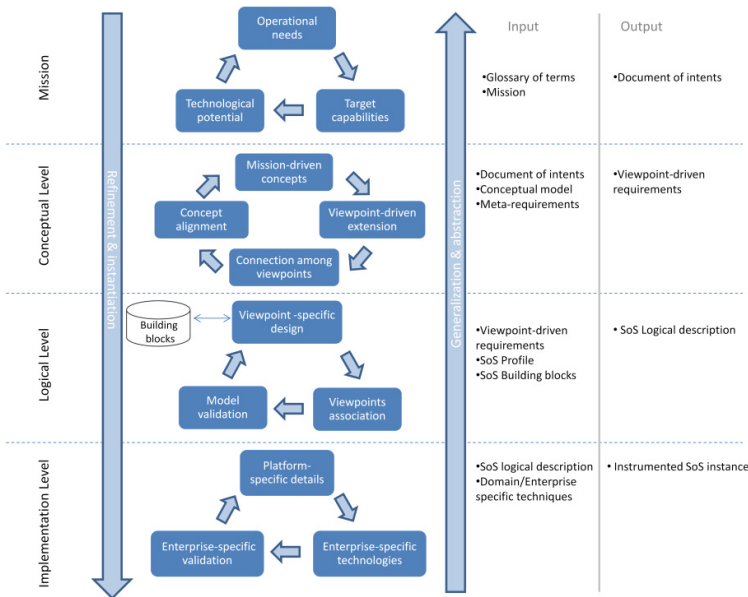 Input
Output
Mission
Operational
needs
Technological
potential
Target
capabilities
•Glossary of terms
•Mission
•Document of intents
Refinement & instantiation
Generalization & abstraction
Conceptual Level
Mission-driven
concepts
Concept
alignment
Viewpoint-driven
extension
Connection among
viewpoints
•Document of intents
•Conceptual model
•Meta-requirements
•Viewpoint-driven
requirements
Logical Level
Building
blocks
Viewpoint -specific
design
Model
validation
Viewpoints
association
•Viewpoint-driven
requirements
•SoS Profile
•SoS Building blocks
• SoS Logical description
Implementation Level
Platform-
specific details
Enterprise-specific
validation
Enterprise-specific
technologies
•SoS logical description
•Domain/Enterprise
specific techniques
• Instrumented SoS instance